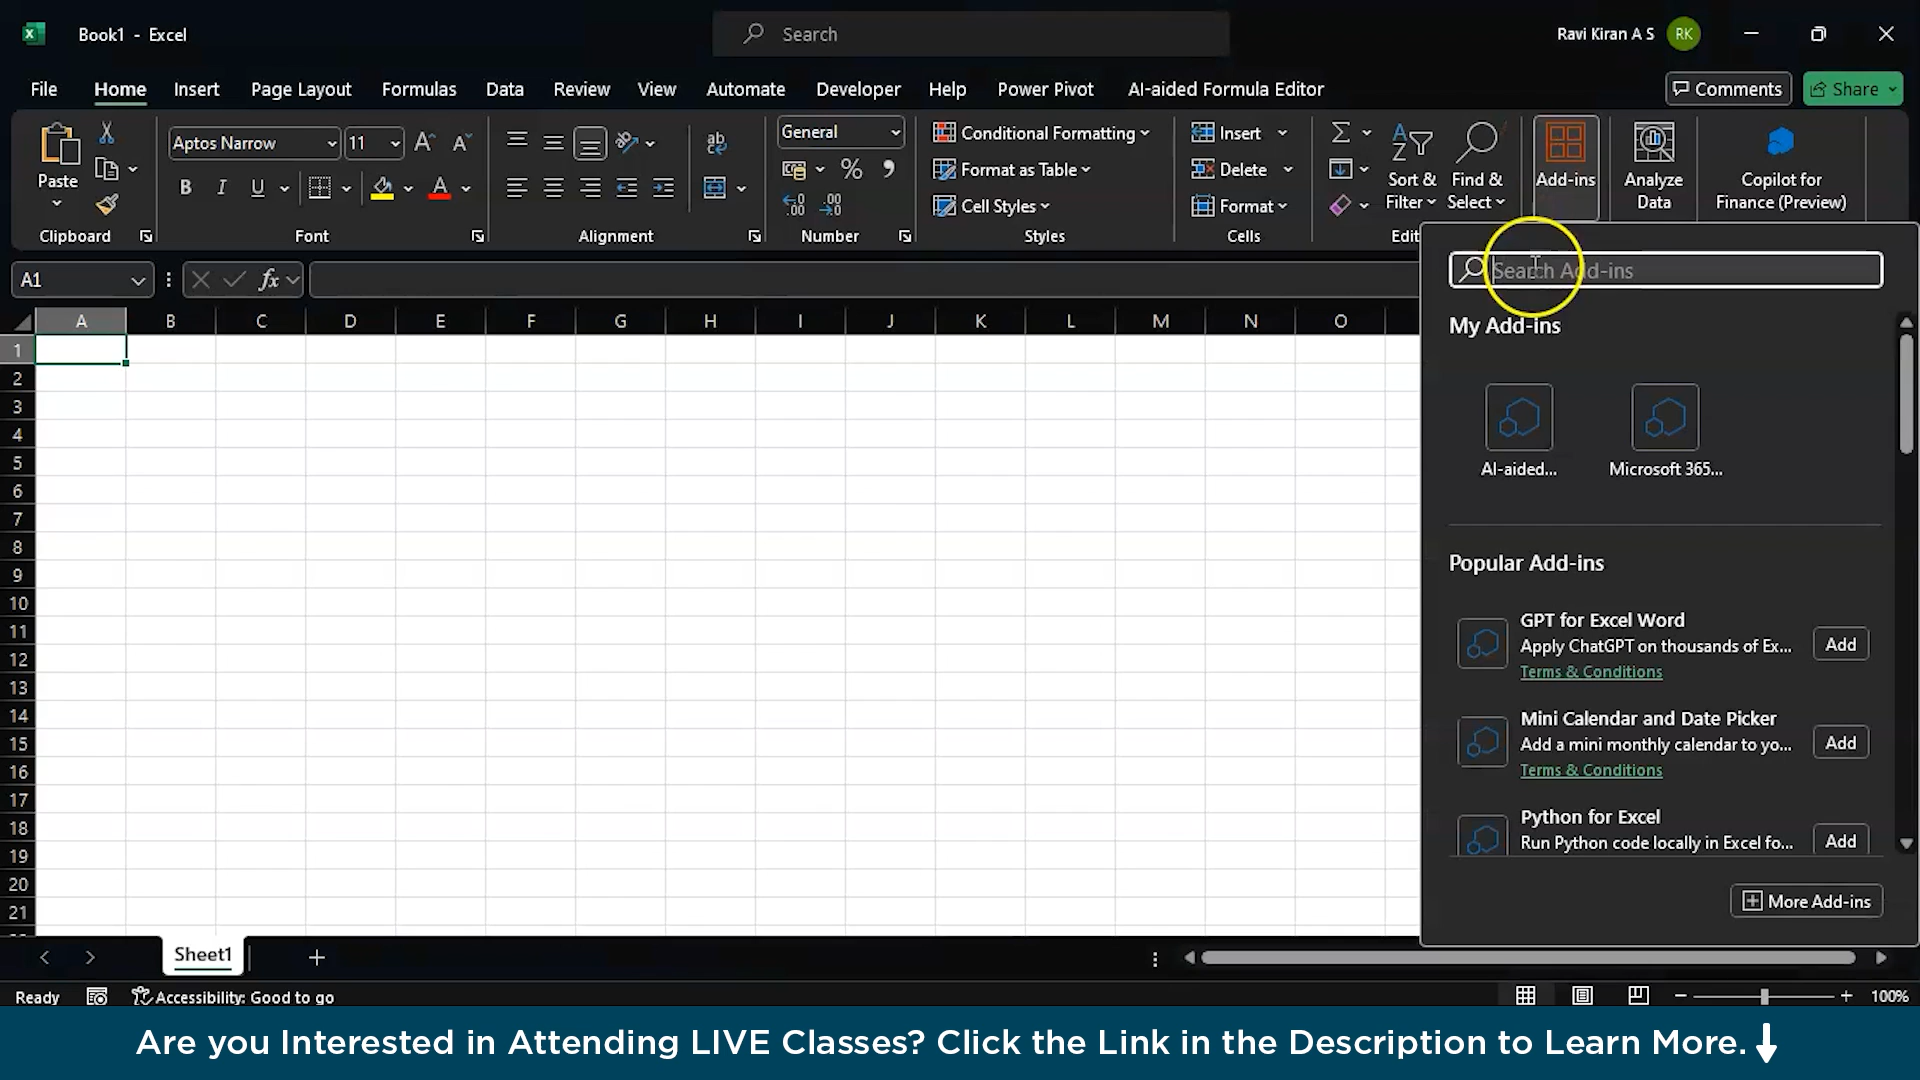 Book1 - Excel
Search
Ravi Kiran A S
RK
File Home Insert Page Layout Formulas Data Review View Automate Developer Help Power Pivot AI-aided Formula Editor
Comments
Share
Paste
Clipboard
Aptos Narrow
11
B I U
Font
ab
Alignment
General
%
Number
Conditional Formatting
Format as Table
Cell Styles
Styles
Insert
Delete
Format
Cells
Sort &
Filter
Find &
Select
Edit
Add-ins
Analyze
Data
Copilot for
Finance (Preview)
A1
fx
A B C D E F G H I J K L M N O
1
2
3
4
5
6
7
8
9
10
11
12
13
14
15
16
17
18
19
20
21
Search Add-ins
My Add-ins
AI-aided...
Microsoft 365...
Popular Add-ins
GPT for Excel Word
Apply ChatGPT on thousands of Ex...
Terms & Conditions
Add
Mini Calendar and Date Picker
Add a mini monthly calendar to yo...
Terms & Conditions
Add
Python for Excel
Run Python code locally in Excel fo...
Add
More Add-ins
Sheet1
Ready
Accessibility: Good to go
100%
Are you Interested in Attending LIVE Classes? Click the Link in the Description to Learn More.